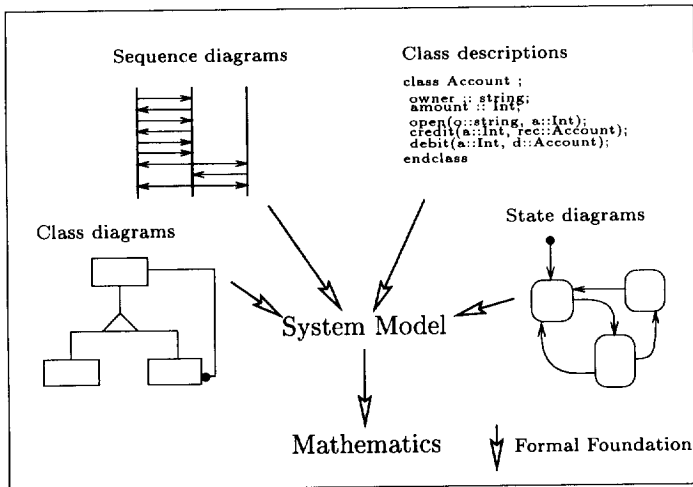 Sequence diagrams
Class descriptions
class Account ;
owner :: string;
amount :: Int;
open(o::string, a::Int);
credit(a::Int, rec::Account);
debit(a::Int, d::Account);
endclass
Class diagrams
State diagrams
System Model
Mathematics
Formal Foundation